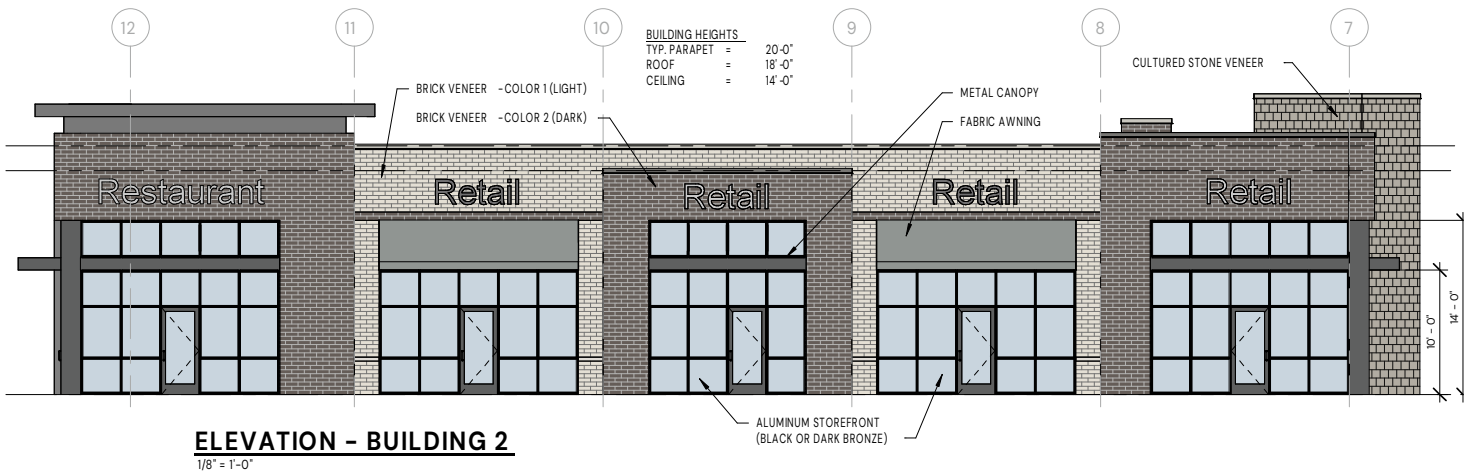 12 11 10 9 8 7
BUILDING HEIGHTS
TYP. PARAPET = 20-0"
ROOF = 18'-0"
CEILING = 14'-0"
CULTURED STONE VENEER
BRICK VENEER - COLOR 1 (LIGHT)
METAL CANOPY
BRICK VENEER - COLOR 2 (DARK)
FABRIC AWNING
Restaurant Retail Retail Retail Retail
10' - 0"
14' - 0"
ALUMINUM STOREFRONT
(BLACK OR DARK BRONZE)
ELEVATION - BUILDING 2
1/8" = 1'-0"